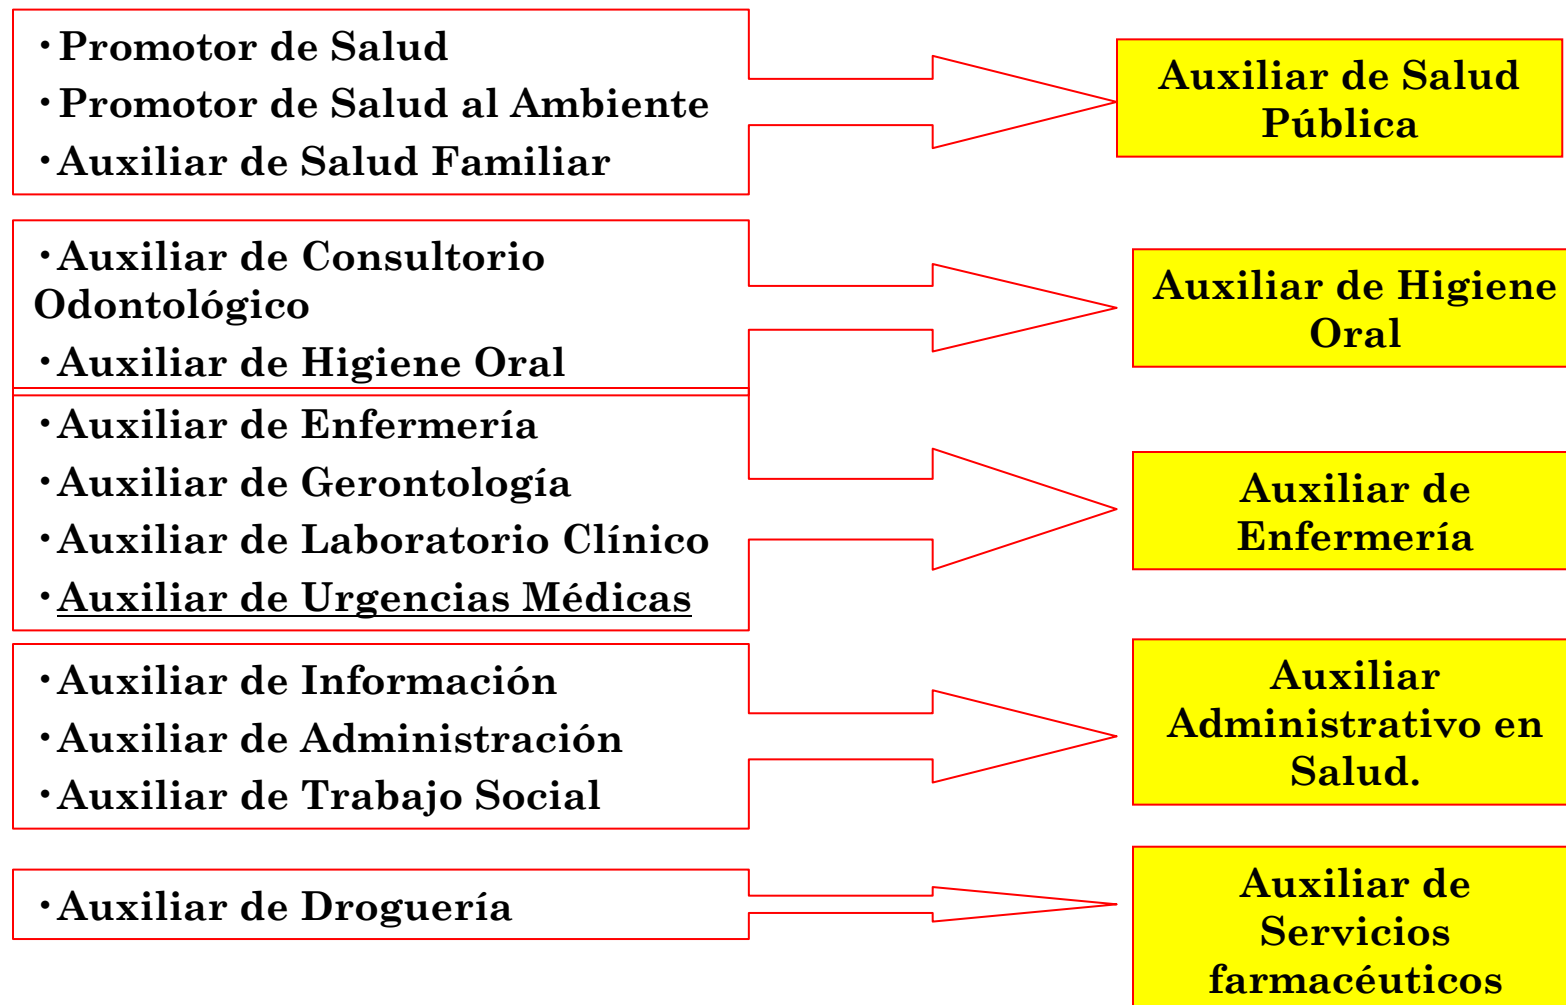 ·Promotor de Salud
·Promotor de Salud al Ambiente
·Auxiliar de Salud Familiar
Auxiliar de Salud
Pública
·Auxiliar de Consultorio
Odontológico
·Auxiliar de Higiene Oral
Auxiliar de Higiene
Oral
·Auxiliar de Enfermería
·Auxiliar de Gerontología
·Auxiliar de Laboratorio Clínico
·Auxiliar de Urgencias Médicas
Auxiliar de
Enfermería
·Auxiliar de Información
·Auxiliar de Administración
·Auxiliar de Trabajo Social
Auxiliar
Administrativo en
Salud.
·Auxiliar de Droguería
Auxiliar de
Servicios
farmacéuticos